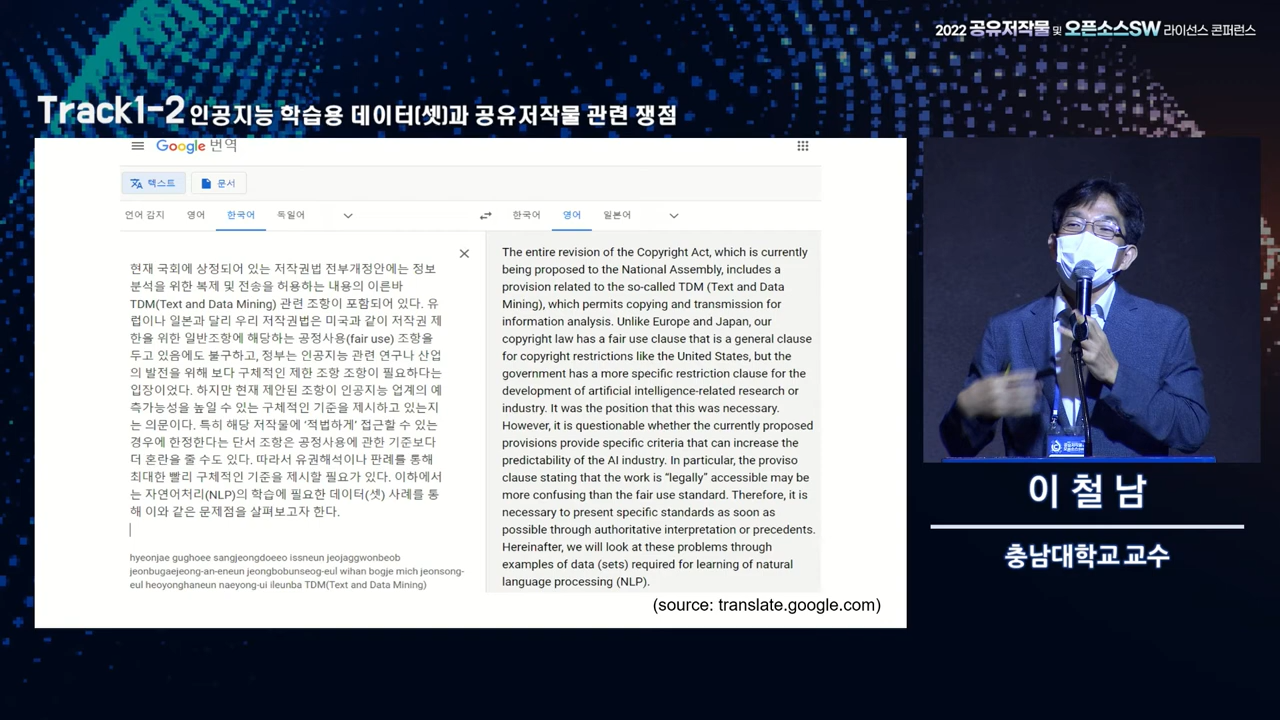 2022 공유저작물 및 오픈소스SW 라이선스 콘퍼런스
Track1-2 인공지능 학습용 데이터(셋)과 공유저작물 관련 쟁점
Google 번역
텍스트 문서
언어 감지 영어 한국어 독일어
한국어 영어 일본어
현재 국회에 상정되어 있는 저작권법 전부개정안에는 정보
분석을 위한 복제 및 전송을 허용하는 내용의 이른바
TDM(Text and Data Mining) 관련 조항이 포함되어 있다. 유
럽이나 일본과 달리 우리 저작권법은 미국과 같이 저작권 제
한을 위한 일반조항에 해당하는 공정사용(fair use) 조항을
두고 있음에도 불구하고, 정부는 인공지능 관련 연구나 산업
의 발전을 위해 보다 구체적인 제한 조항 조항이 필요하다는
입장이었다. 하지만 현재 제안된 조항이 인공지능 업계의 예
측가능성을 높일 수 있는 구체적인 기준을 제시하고 있는지
는 의문이다. 특히 해당 저작물에 ‘적법하게’ 접근할 수 있는
경우에 한정한다는 단서 조항은 공정사용에 관한 기준보다
더 혼란을 줄 수도 있다. 따라서 유권해석이나 판례를 통해
최대한 빨리 구체적인 기준을 제시할 필요가 있다. 이하에서
는 자연어처리(NLP)의 학습에 필요한 데이터(셋) 사례를 통
해 이와 같은 문제점을 살펴보고자 한다.
hyeonjae gughoee sangjeongdoeeo issneun jeojaggwonbeob
jeonbugaejeong-an-eneun jeongbobunseog-eul wihan bogje mich jeonsong-
eul heoyonghaneun naeyong-ui ileunba TDM(Text and Data Mining)
The entire revision of the Copyright Act, which is currently
being proposed to the National Assembly, includes a
provision related to the so-called TDM (Text and Data
Mining), which permits copying and transmission for
information analysis. Unlike Europe and Japan, our
copyright law has a fair use clause that is a general clause
for copyright restrictions like the United States, but the
government has a more specific restriction clause for the
development of artificial intelligence-related research or
industry. It was the position that this was necessary.
However, it is questionable whether the currently proposed
provisions provide specific criteria that can increase the
predictability of the AI industry. In particular, the proviso
clause stating that the work is “legally” accessible may be
more confusing than the fair use standard. Therefore, it is
necessary to present specific standards as soon as
possible through authoritative interpretation or precedents.
Hereinafter, we will look at these problems through
examples of data (sets) required for learning of natural
language processing (NLP).
(source: translate.google.com)
이철남
충남대학교 교수